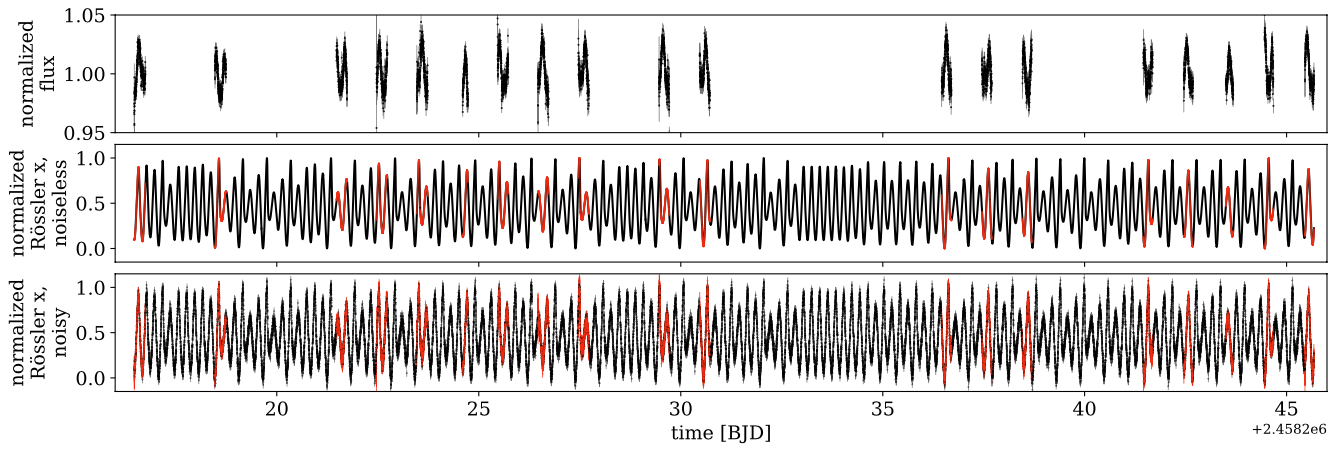 normalized
flux
1.05
1.00
0.95
normalized
Rössler x,
noiseless
1.0
0.5
0.0
normalized
Rössler x,
noisy
1.0
0.5
0.0
20 25 30 35 40 45
time [BJD]
+2.4582e6